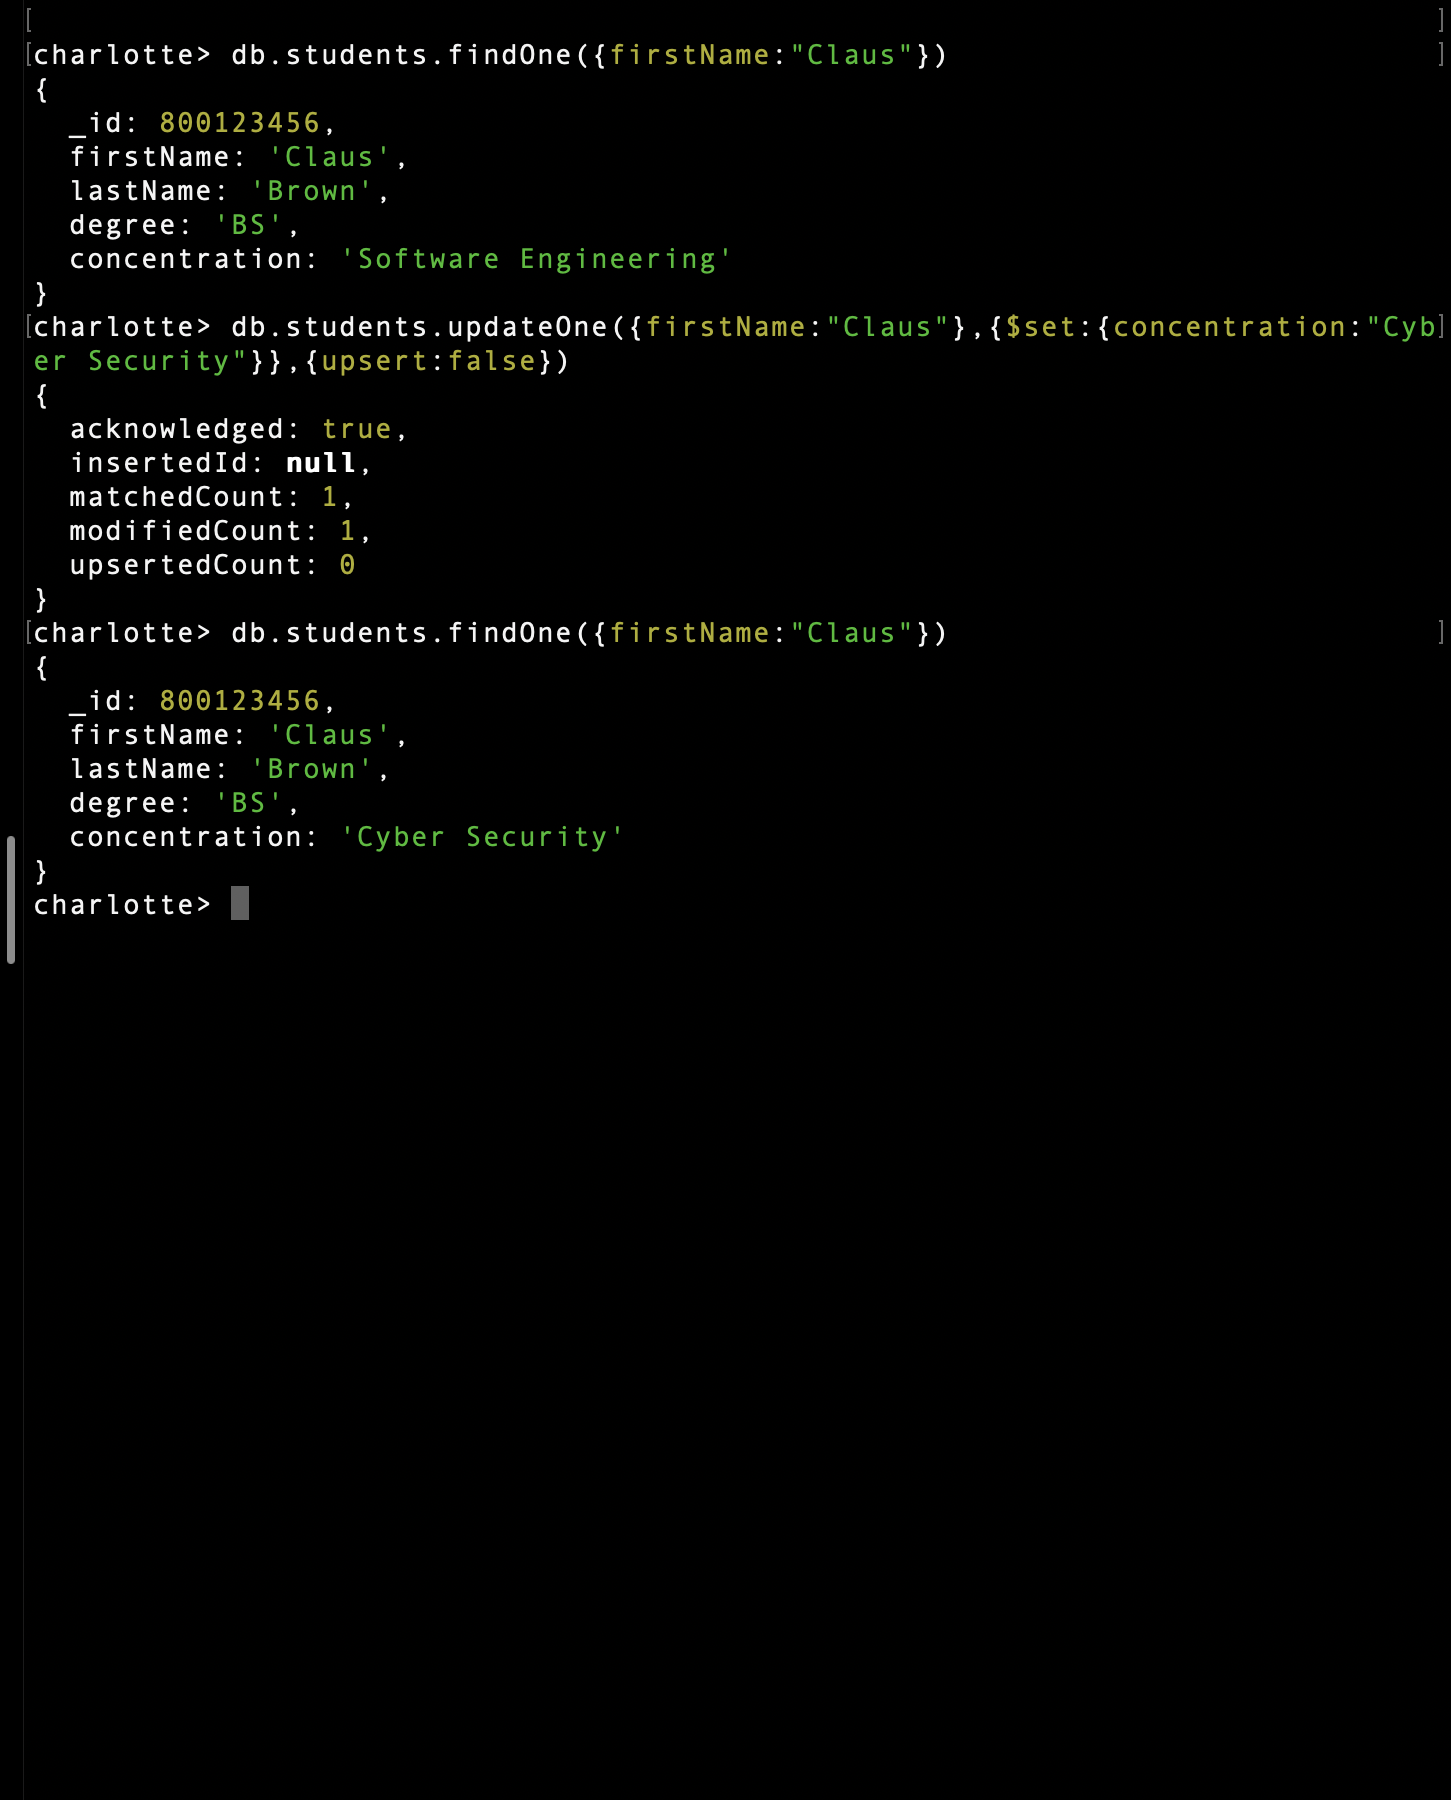 [ ]
[charlotte> db.students.findOne({firstName:"Claus"}) ]
{
  _id: 800123456,
  firstName: 'Claus',
  lastName: 'Brown',
  degree: 'BS',
  concentration: 'Software Engineering'
}
[charlotte> db.students.updateOne({firstName:"Claus"},{$set:{concentration:"Cyb]
er Security"}},{upsert:false})
{
  acknowledged: true,
  insertedId: null,
  matchedCount: 1,
  modifiedCount: 1,
  upsertedCount: 0
}
[charlotte> db.students.findOne({firstName:"Claus"}) ]
{
  _id: 800123456,
  firstName: 'Claus',
  lastName: 'Brown',
  degree: 'BS',
  concentration: 'Cyber Security'
}
charlotte>